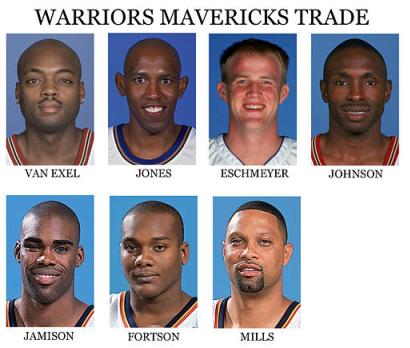 WARRIORS MAVERICKS TRADE
VAN EXEL JONES ESCHMEYER JOHNSON
JAMISON FORTSON MILLS